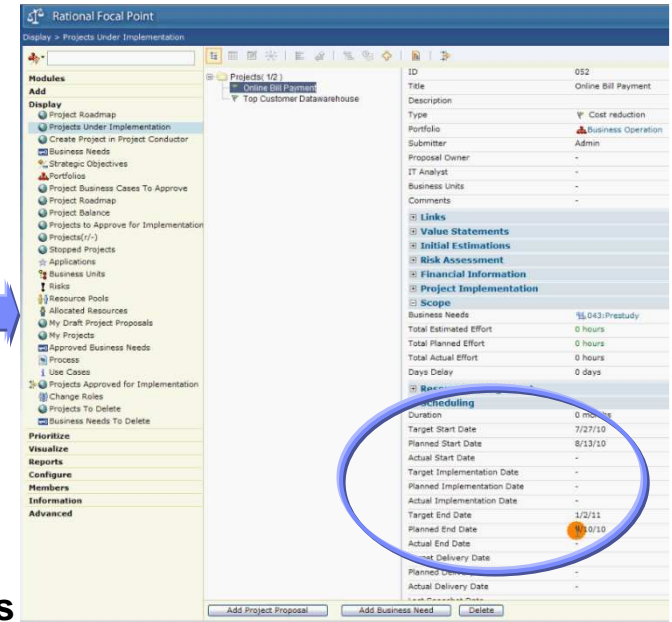 Rational Focal Point
Display > Projects Under Implementation
Modules
Add
Display
Project Roadmap
Projects Under Implementation
Create Project in Project Conductor
Business Needs
Strategic Objectives
Portfolios
Project Business Cases To Approve
Project Roadmap
Project Balance
Projects to Approve for Implementation
Projects(r/-)
Stopped Projects
Applications
Business Units
Risks
Resource Pools
Allocated Resources
My Draft Project Proposals
My Projects
Approved Business Needs
Process
Use Cases
Projects Approved for Implementation
Change Roles
Projects To Delete
Business Needs To Delete
Prioritize
Visualize
Reports
Configure
Members
Information
Advanced
Projects( 1/2 )
Online Bill Payment
Top Customer Datawarehouse
ID 052
Title Online Bill Payment
Description
Type Cost reduction
Portfolio Business Operation
Submitter Admin
Proposal Owner -
IT Analyst -
Business Units -
Comments -
Links
Value Statements
Initial Estimations
Risk Assessment
Financial Information
Project Implementation
Scope
Business Needs 043:Prestudy
Total Estimated Effort 0 hours
Total Planned Effort 0 hours
Total Actual Effort 0 hours
Days Delay 0 days
Scheduling
Duration 0 months
Target Start Date 7/27/10
Planned Start Date 8/13/10
Actual Start Date -
Target Implementation Date -
Planned Implementation Date -
Actual Implementation Date -
Target End Date 1/2/11
Planned End Date /10/10
Actual End Date -
Target Delivery Date
Planned -
Actual Delivery Date -
Add Project Proposal Add Business Need Delete
s